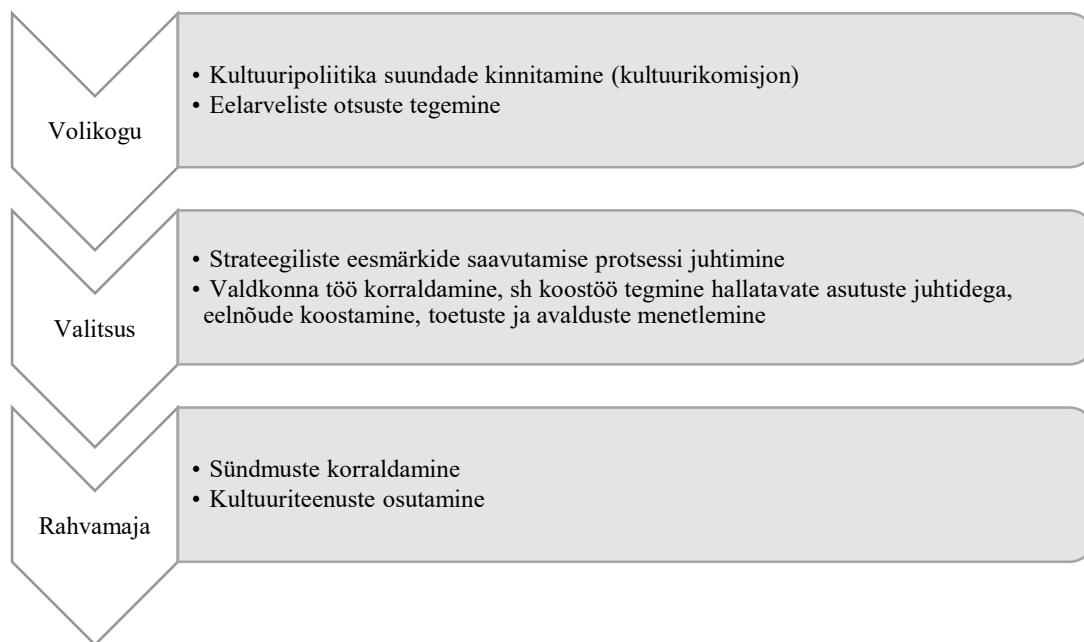 Volikogu
• Kultuuripoliitika suundade kinnitamine (kultuurikomisjon)
• Eelarveliste otsuste tegemine
Valitsus
• Strateegiliste eesmärkide saavutamise protsessi juhtimine
• Valdkonna töö korraldamine, sh koostöö tegmine hallatavate asutuste juhtidega,
eelnõude koostamine, toetuste ja avalduste menetlemine
Rahvamaja
• Sündmuste korraldamine
• Kultuuriteenuste osutamine